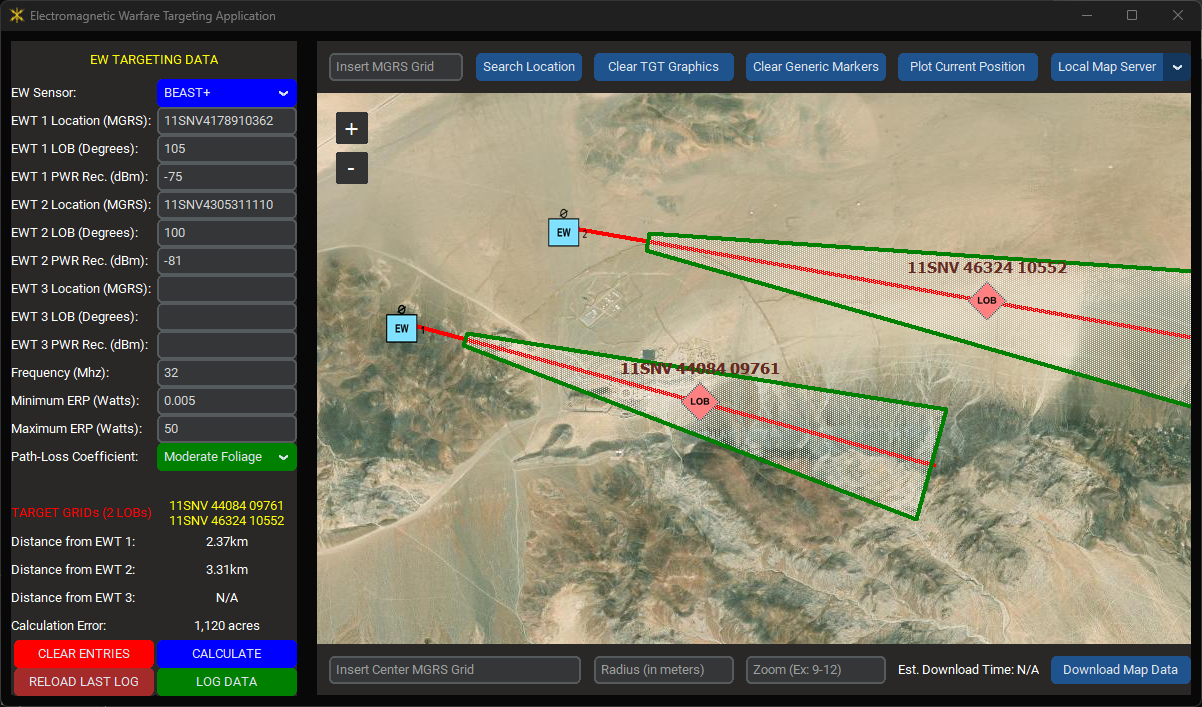 Electromagnetic Warfare Targeting Application
EW TARGETING DATA
EW Sensor: BEAST+
EWT 1 Location (MGRS): 11SNV4178910362
EWT 1 LOB (Degrees): 105
EWT 1 PWR Rec. (dBm): -75
EWT 2 Location (MGRS): 11SNV4305311110
EWT 2 LOB (Degrees): 100
EWT 2 PWR Rec. (dBm): -81
EWT 3 Location (MGRS):
EWT 3 LOB (Degrees):
EWT 3 PWR Rec. (dBm):
Frequency (Mhz): 32
Minimum ERP (Watts): 0.005
Maximum ERP (Watts): 50
Path-Loss Coefficient: Moderate Foliage
TARGET GRIDs (2 LOBs) 11SNV 44084 09761
11SNV 46324 10552
Distance from EWT 1: 2.37km
Distance from EWT 2: 3.31km
Distance from EWT 3: N/A
Calculation Error: 1,120 acres
CLEAR ENTRIES CALCULATE
RELOAD LAST LOG LOG DATA
Insert MGRS Grid Search Location Clear TGT Graphics Clear Generic Markers Plot Current Position Local Map Server
+
-
Ø
EW 2
11SNV 46324 10552
LOB
Ø
EW 1
11SNV 44084 09761
LOB
Insert Center MGRS Grid Radius (in meters) Zoom (Ex: 9-12) Est. Download Time: N/A Download Map Data